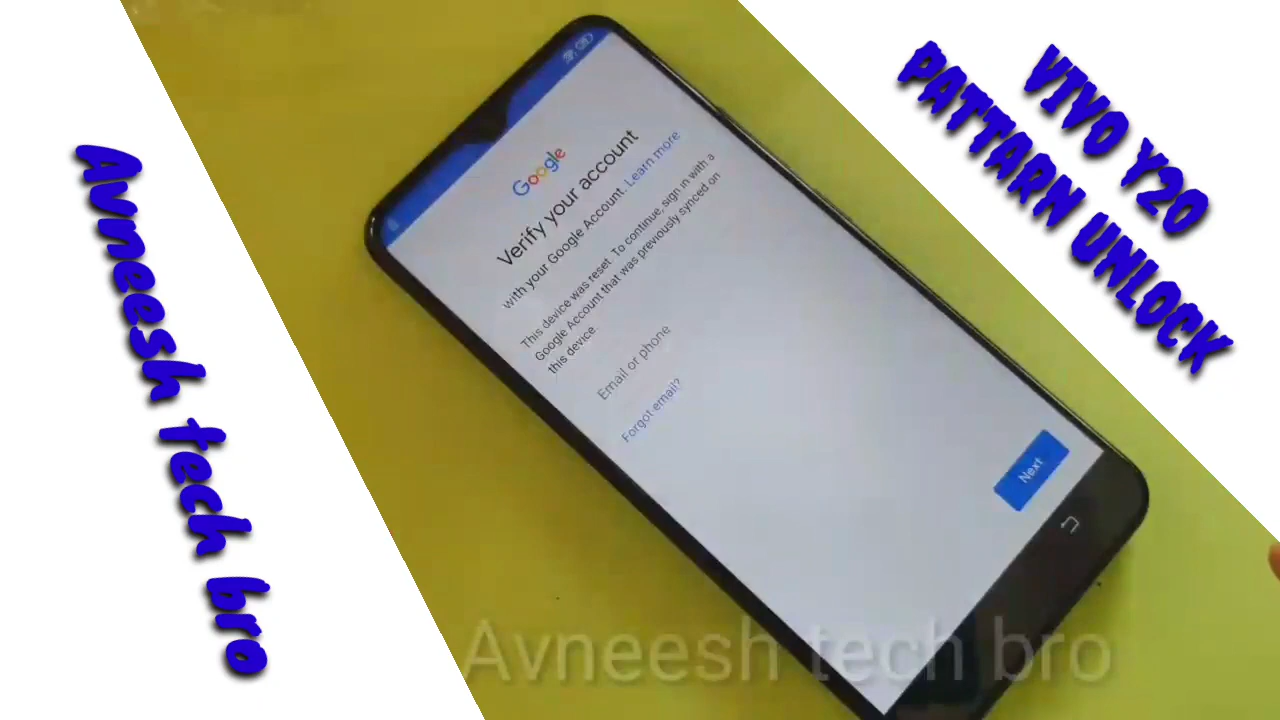 Avneesh tech bro
VIVO Y20
PATTARN UNLOCK
Google
Verify your account
with your Google Account. Learn more
This device was reset. To continue, sign in with a
Google Account that was previously synced on
this device.
Email or phone
Forgot email?
Next
Avneesh tech bro